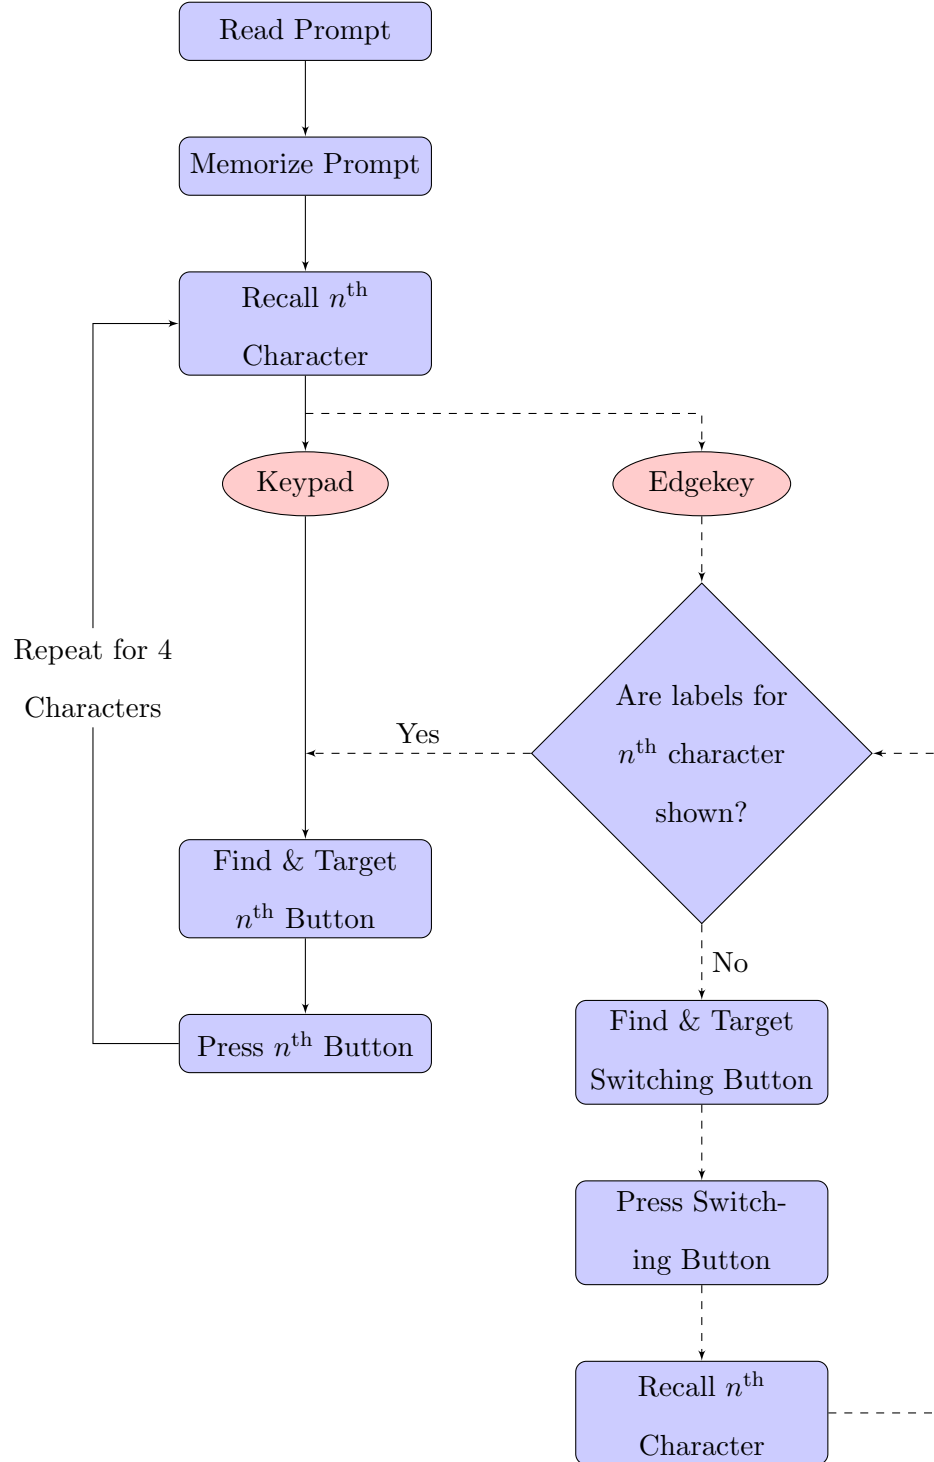 Read Prompt
Memorize Prompt
Recall nth
Character
Keypad
Edgekey
Repeat for 4
Characters
Are labels for
nth character
shown?
Yes
Find & Target
nth Button
No
Press nth Button
Find & Target
Switching Button
Press Switch-
ing Button
Recall nth
Character